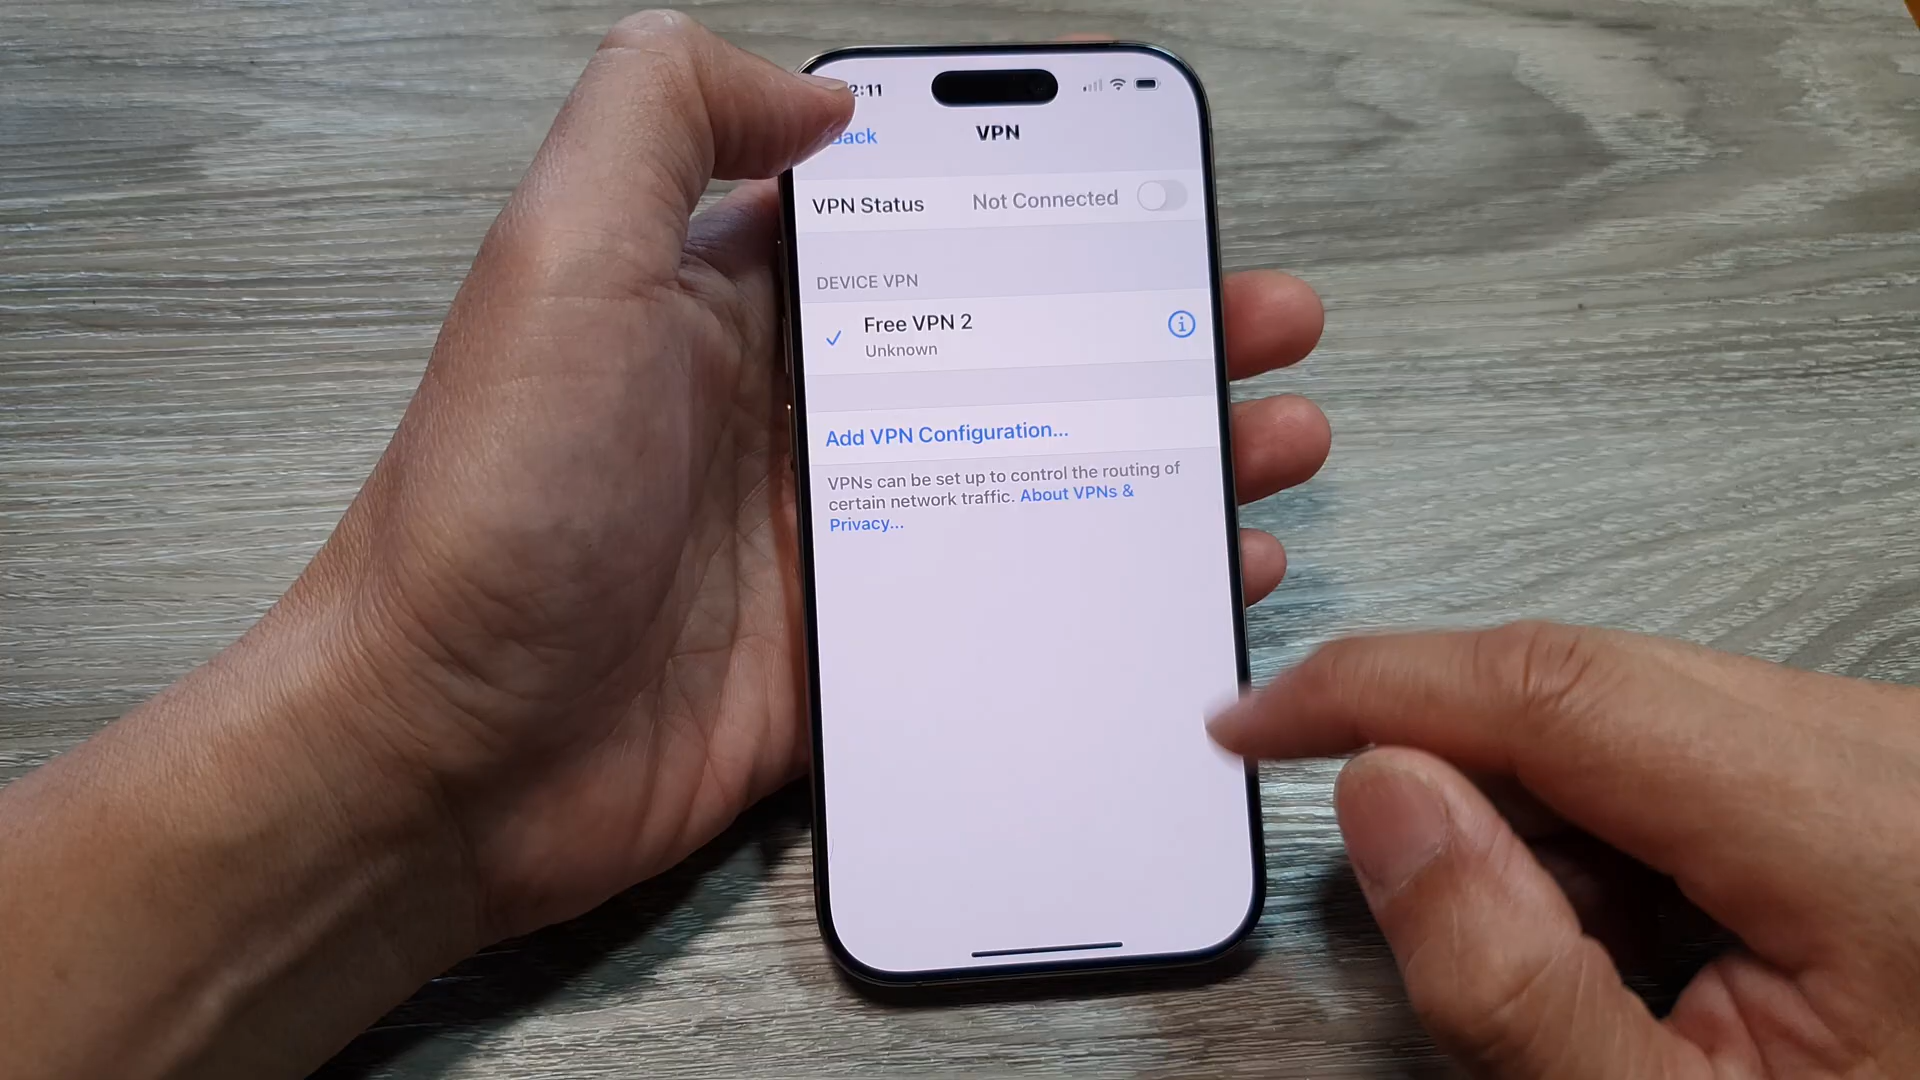 2:11
Back
VPN
VPN Status Not Connected
DEVICE VPN
Free VPN 2
Unknown
Add VPN Configuration...
VPNs can be set up to control the routing of
certain network traffic. About VPNs &
Privacy...